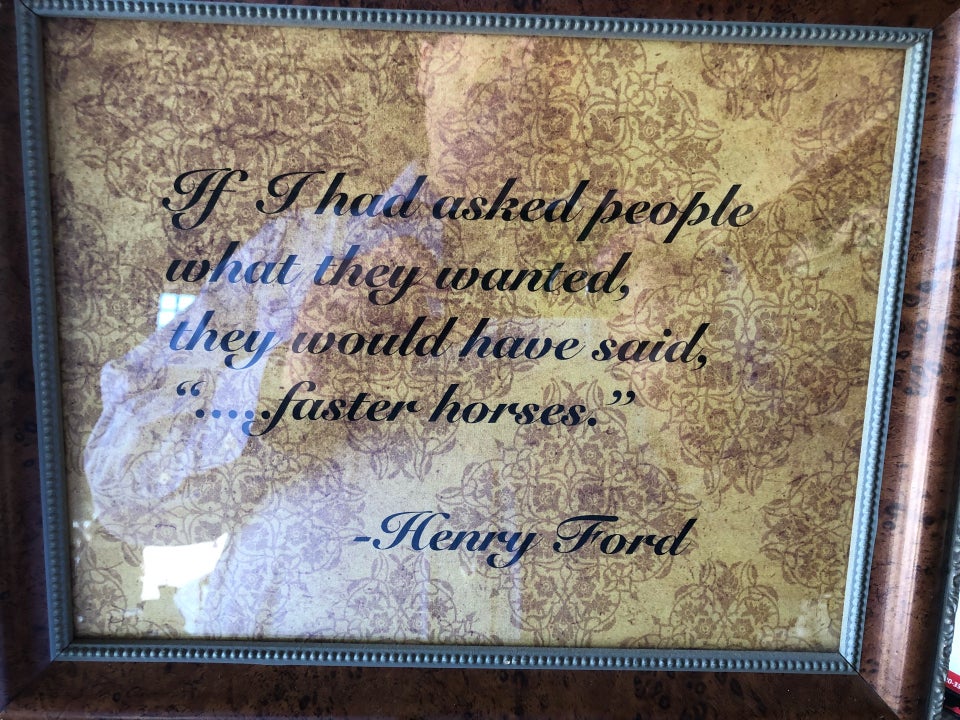 If I had asked people
what they wanted,
they would have said,
“.....faster horses.”
-Henry Ford